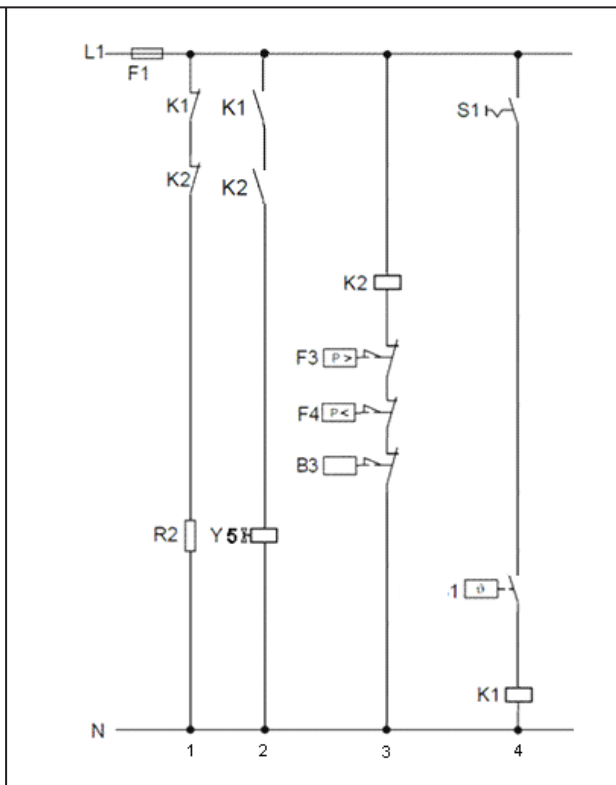 L1
F1
K1 K1 S1
K2 K2
K2
F3 P>
F4 P<
B3
R2 Y5
1 ϑ
K1
N
1 2 3 4